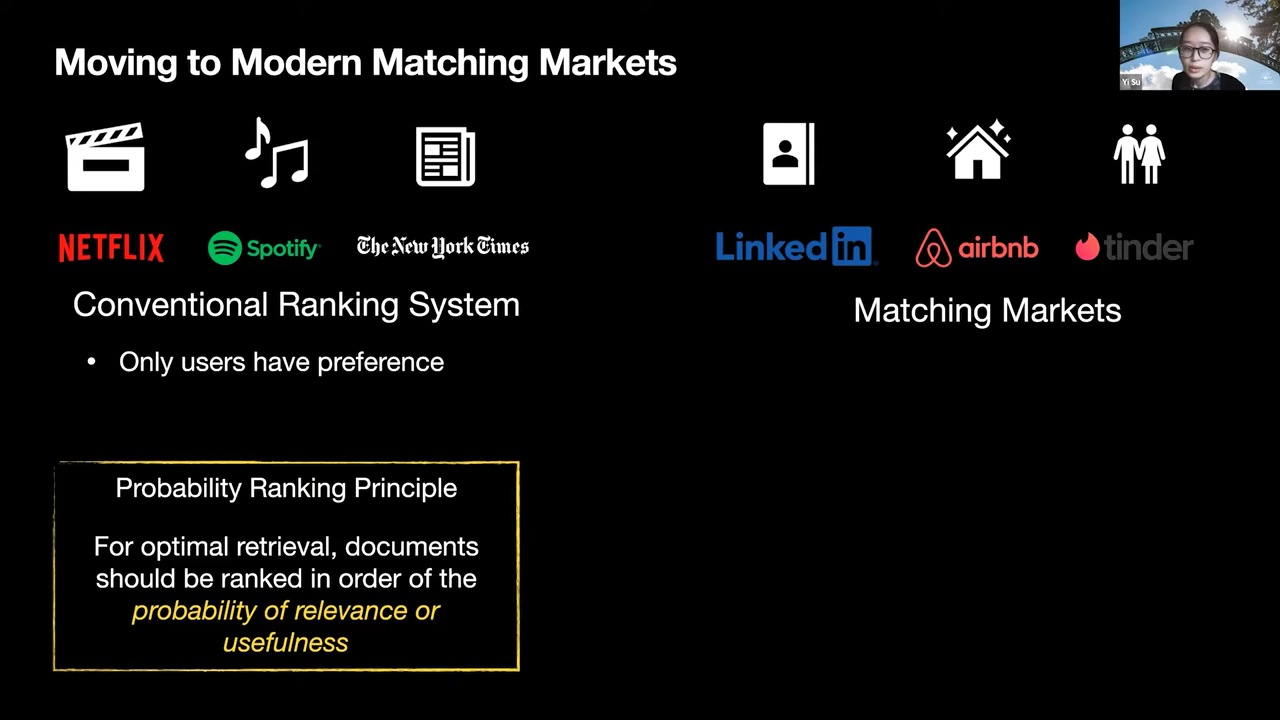 Moving to Modern Matching Markets
Yi Su
NETFLIX
Spotify
The New York Times
LinkedIn
airbnb
tinder
Conventional Ranking System
Matching Markets
• Only users have preference
Probability Ranking Principle
For optimal retrieval, documents
should be ranked in order of the
probability of relevance or
usefulness